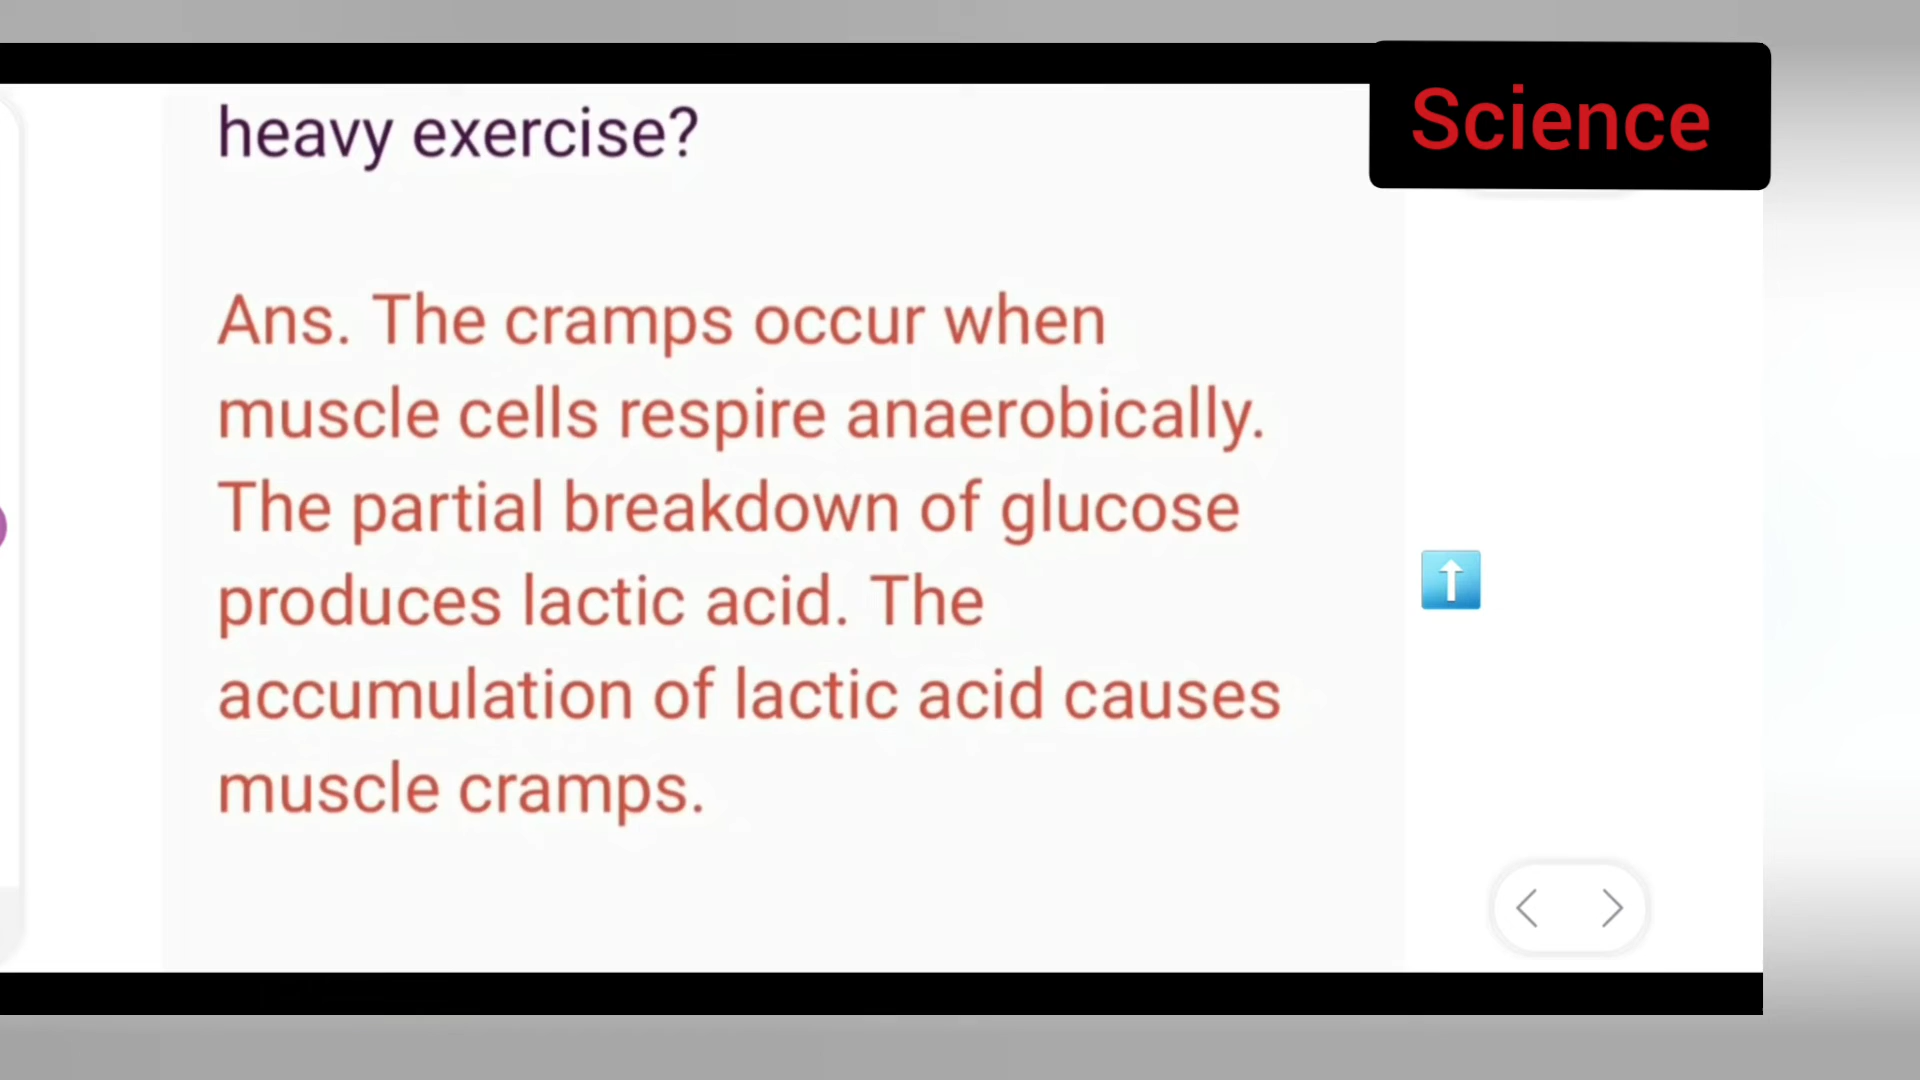 Science
heavy exercise?
Ans. The cramps occur when
muscle cells respire anaerobically.
The partial breakdown of glucose
produces lactic acid. The
accumulation of lactic acid causes
muscle cramps.